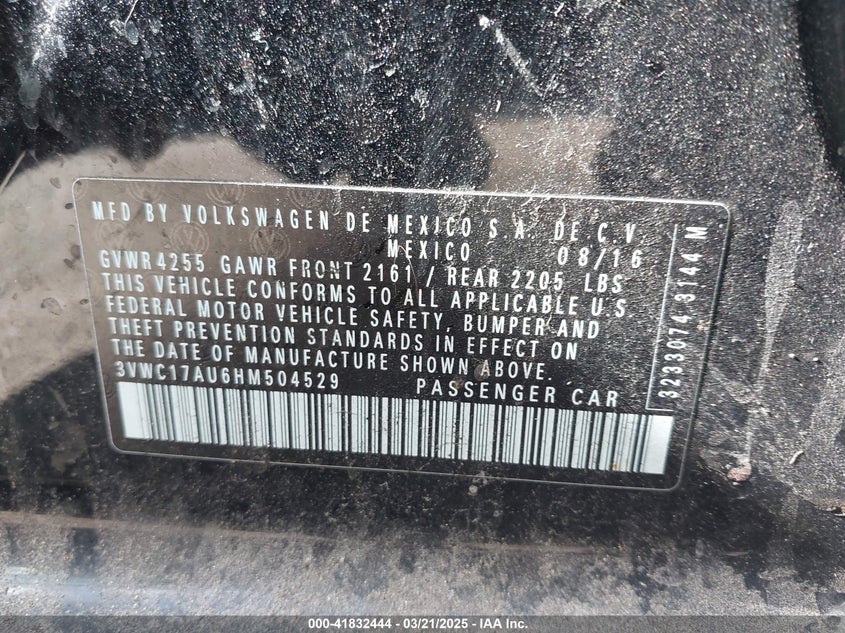 MFD BY VOLKSWAGEN DE MEXICO S.A. DE C.V.
MEXICO 08/16
GVWR 4255 GAWR FRONT 2161 / REAR 2205 LBS
THIS VEHICLE CONFORMS TO ALL APPLICABLE U.S
FEDERAL MOTOR VEHICLE SAFETY, BUMPER AND
THEFT PREVENTION STANDARDS IN EFFECT ON
THE DATE OF MANUFACTURE SHOWN ABOVE.
3VWC17AU6HM504529 PASSENGER CAR
3233074 3144 M
000-41832444 - 03/21/2025 - IAA Inc.